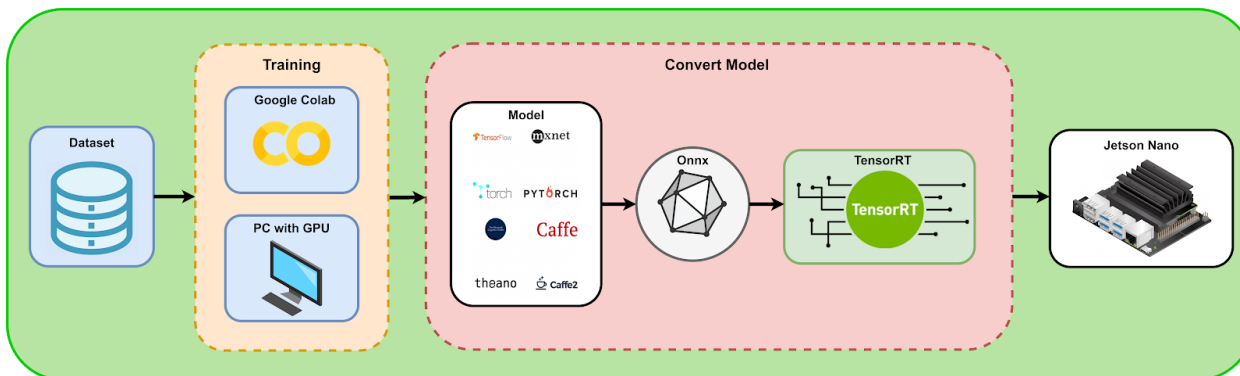 Training
Convert Model
Google Colab
Dataset
PC with GPU
Model
TensorFlow
mxnet
torch
PYTORCH
Caffe
theano
Caffe2
Onnx
TensorRT
TensorRT
Jetson Nano